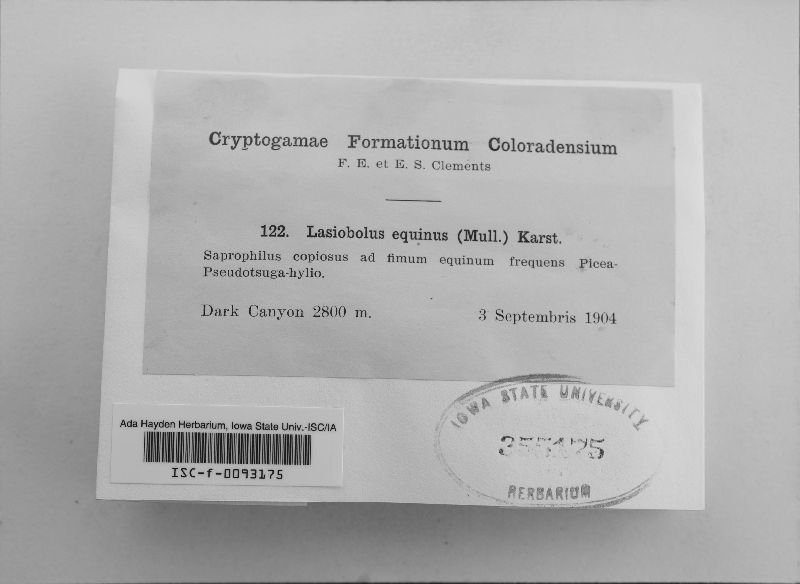 Cryptogamae Formationum Coloradensium
F. E. et E. S. Clements
122. Lasiobolus equinus (Mull.) Karst.
Saprophilus copiosus ad fimum equinum frequens Picea-
Pseudotsuga-hylio.
Dark Canyon 2800 m. 3 Septembris 1904
Ada Hayden Herbarium, Iowa State Univ.-ISC/IA
ISC-f-0093175
IOWA STATE UNIVERSITY
HERBARIUM